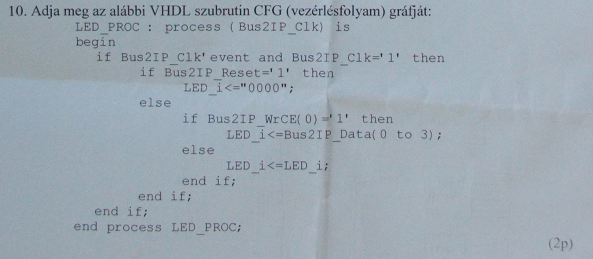 10. Adja meg az alábbi VHDL szubrutin CFG (vezérlésfolyam) gráfját:
LED_PROC : process (Bus2IP_Clk) is
begin
if Bus2IP_Clk'event and Bus2IP_Clk='1' then
if Bus2IP_Reset='1' then
LED_i<="0000";
else
if Bus2IP_WrCE(0)='1' then
LED_i<=Bus2IP_Data(0 to 3);
else
LED_i<=LED_i;
end if;
end if;
end if;
end process LED_PROC;
(2p)